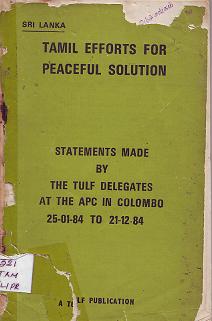 SRI LANKA
TAMIL EFFORTS FOR
PEACEFUL SOLUTION
STATEMENTS MADE
BY
THE TULF DELEGATES
AT THE APC IN COLOMBO
25-01-84 TO 21-12-84
A LF PUBLICATION